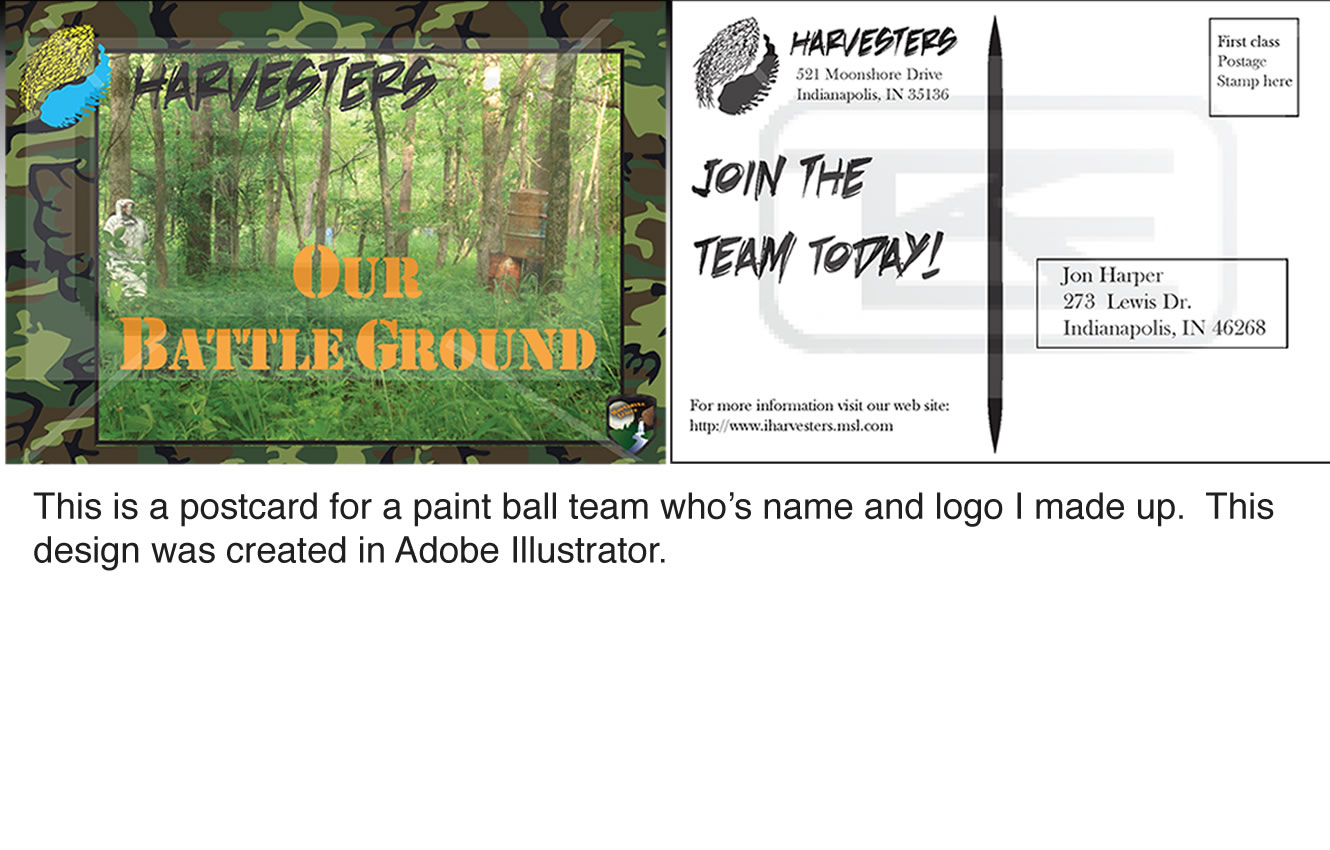 HARVESTERS
OUR
BATTLE GROUND
HARVESTERS
521 Moonshore Drive
Indianapolis, IN 35136
First class
Postage
Stamp here
JOIN THE
TEAM TODAY!
Jon Harper
273 Lewis Dr.
Indianapolis, IN 46268
For more information visit our web site:
http://www.iharvesters.msl.com
This is a postcard for a paint ball team who’s name and logo I made up. This
design was created in Adobe Illustrator.